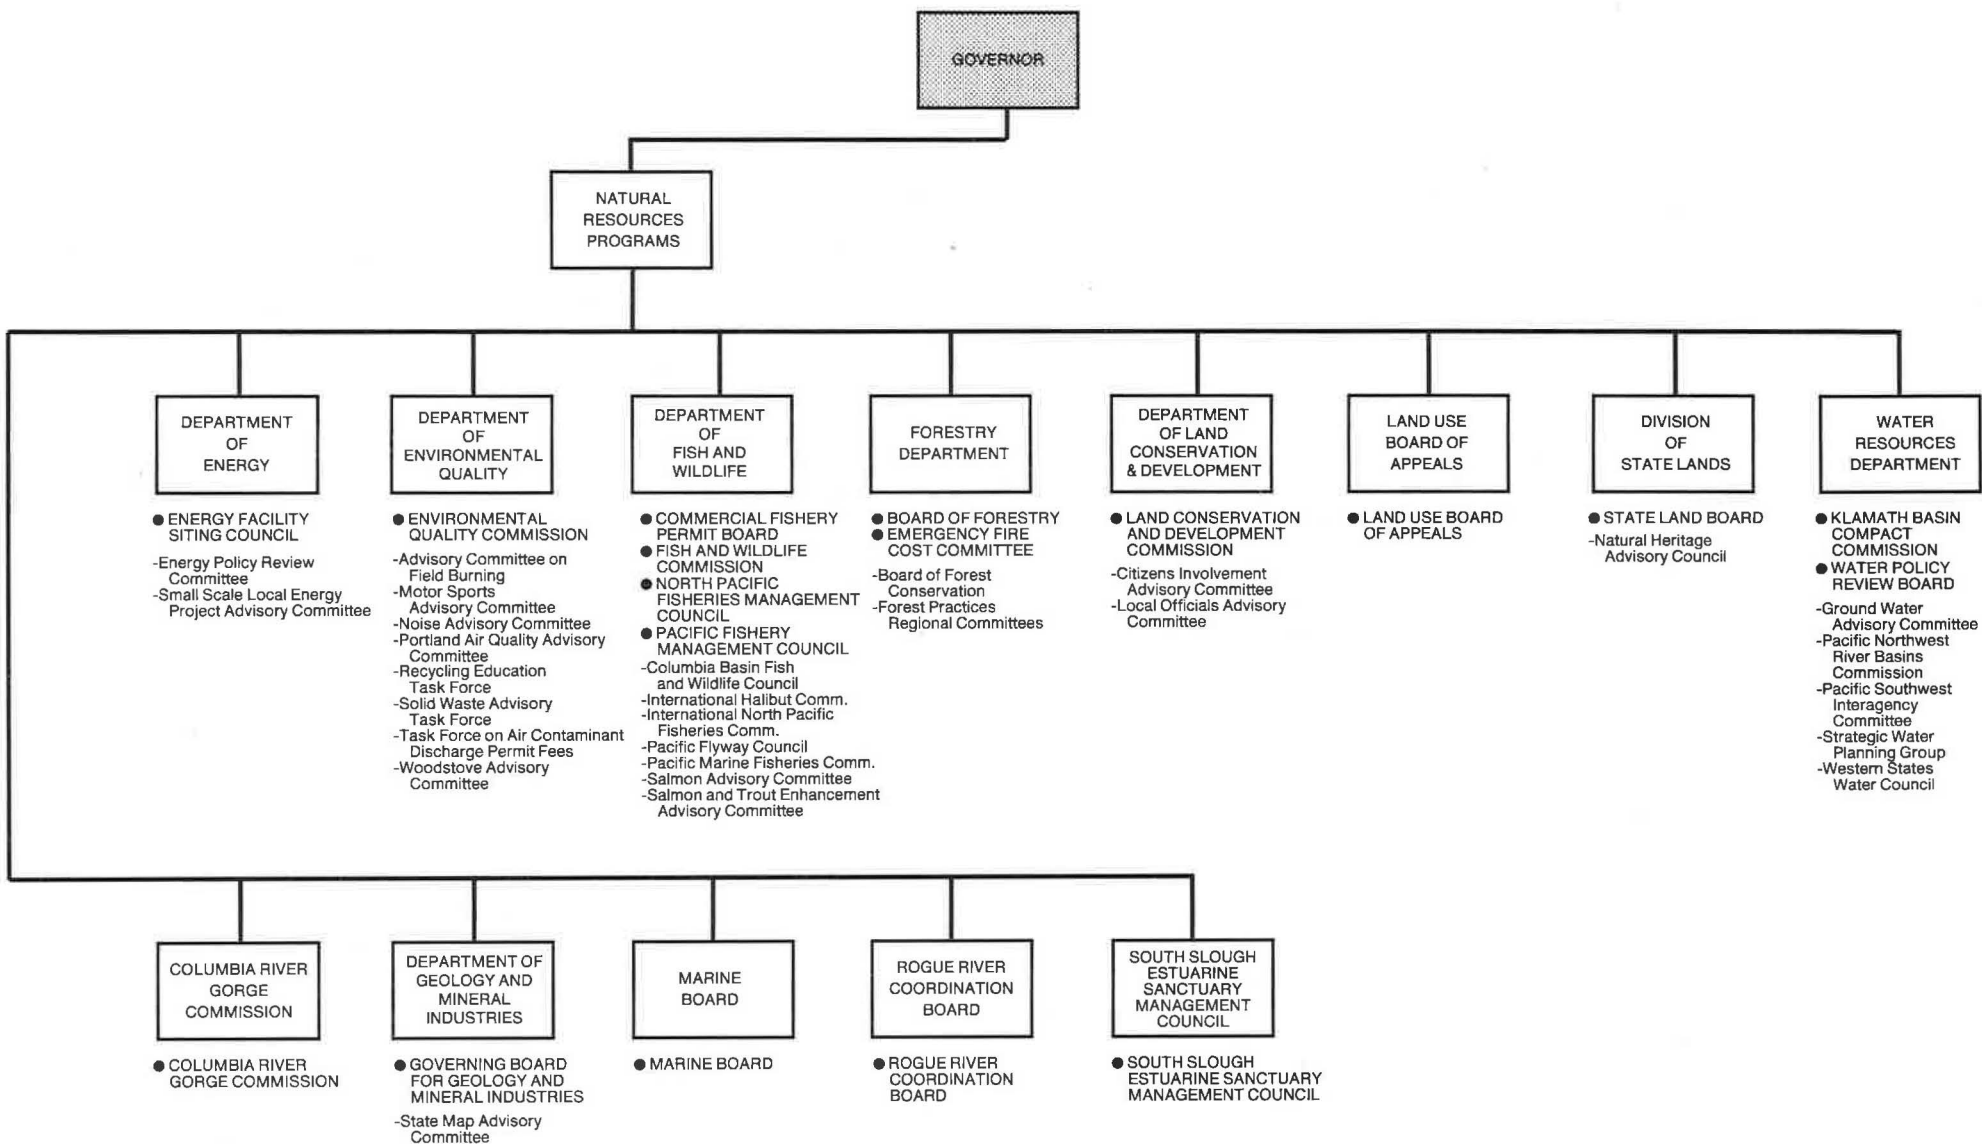 GOVERNOR
NATURAL
RESOURCES
PROGRAMS
DEPARTMENT
OF
ENERGY
● ENERGY FACILITY
SITING COUNCIL
-Energy Policy Review
Committee
-Small Scale Local Energy
Project Advisory Committee
DEPARTMENT
OF
ENVIRONMENTAL
QUALITY
● ENVIRONMENTAL
QUALITY COMMISSION
-Advisory Committee on
Field Burning
-Motor Sports
Advisory Committee
-Noise Advisory Committee
-Portland Air Quality Advisory
Committee
-Recycling Education
Task Force
-Solid Waste Advisory
Task Force
-Task Force on Air Contaminant
Discharge Permit Fees
-Woodstove Advisory
Committee
DEPARTMENT
OF
FISH AND
WILDLIFE
● COMMERCIAL FISHERY
PERMIT BOARD
● FISH AND WILDLIFE
COMMISSION
● NORTH PACIFIC
FISHERIES MANAGEMENT
COUNCIL
● PACIFIC FISHERY
MANAGEMENT COUNCIL
-Columbia Basin Fish
and Wildlife Council
-International Halibut Comm.
-International North Pacific
Fisheries Comm.
-Pacific Flyway Council
-Pacific Marine Fisheries Comm.
-Salmon Advisory Committee
-Salmon and Trout Enhancement
Advisory Committee
FORESTRY
DEPARTMENT
● BOARD OF FORESTRY
● EMERGENCY FIRE
COST COMMITTEE
-Board of Forest
Conservation
-Forest Practices
Regional Committees
DEPARTMENT
OF LAND
CONSERVATION
& DEVELOPMENT
● LAND CONSERVATION
AND DEVELOPMENT
COMMISSION
-Citizens Involvement
Advisory Committee
-Local Officials Advisory
Committee
LAND USE
BOARD OF
APPEALS
● LAND USE BOARD
OF APPEALS
DIVISION
OF
STATE LANDS
● STATE LAND BOARD
-Natural Heritage
Advisory Council
WATER
RESOURCES
DEPARTMENT
● KLAMATH BASIN
COMPACT
COMMISSION
● WATER POLICY
REVIEW BOARD
-Ground Water
Advisory Committee
-Pacific Northwest
River Basins
Commission
-Pacific Southwest
Interagency
Committee
-Strategic Water
Planning Group
-Western States
Water Council
COLUMBIA RIVER
GORGE
COMMISSION
● COLUMBIA RIVER
GORGE COMMISSION
DEPARTMENT OF
GEOLOGY AND
MINERAL
INDUSTRIES
● GOVERNING BOARD
FOR GEOLOGY AND
MINERAL INDUSTRIES
-State Map Advisory
Committee
MARINE
BOARD
● MARINE BOARD
ROGUE RIVER
COORDINATION
BOARD
● ROGUE RIVER
COORDINATION
BOARD
SOUTH SLOUGH
ESTUARINE
SANCTUARY
MANAGEMENT
COUNCIL
● SOUTH SLOUGH
ESTUARINE SANCTUARY
MANAGEMENT COUNCIL